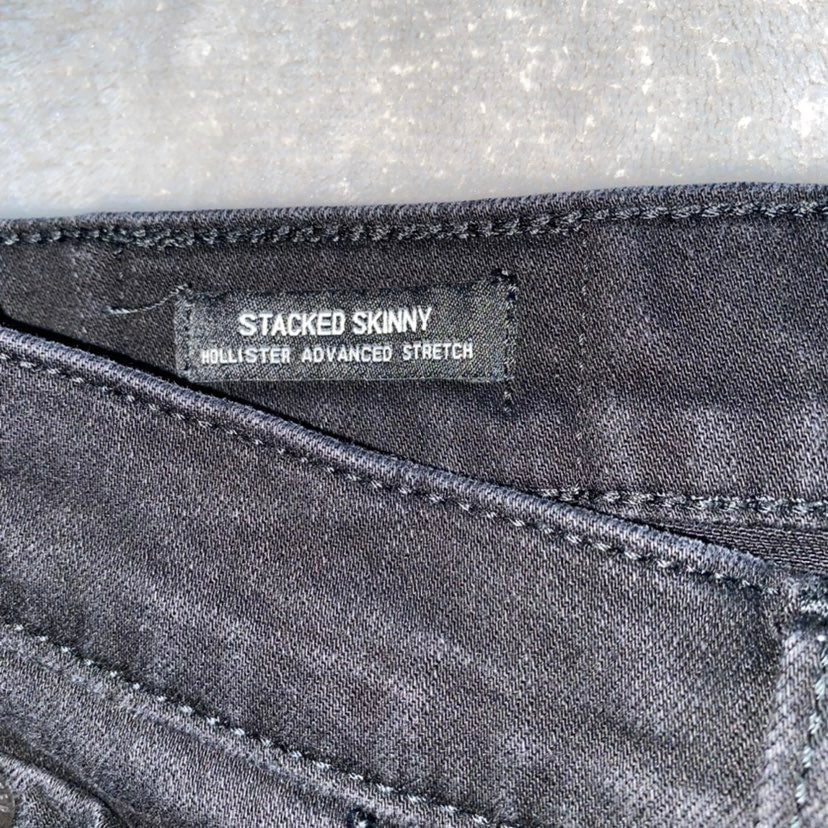 STACKED SKINNY
HOLLISTER ADVANCED STRETCH